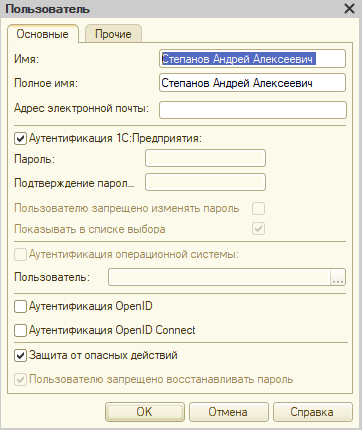 Пользователь
Основные
Прочие
Имя:
Степанов Андрей Алексеевич
Полное имя:
Степанов Андрей Алексеевич
Адрес электронной почты:
Аутентификация 1С:Предприятия:
Пароль:
Подтверждение парол...
Пользователю запрещено изменять пароль
Показывать в списке выбора
Аутентификация операционной системы:
Пользователь:
...
Аутентификация OpenID
Аутентификация OpenID Connect
Защита от опасных действий
Пользователю запрещено восстанавливать пароль
OK
Отмена
Справка